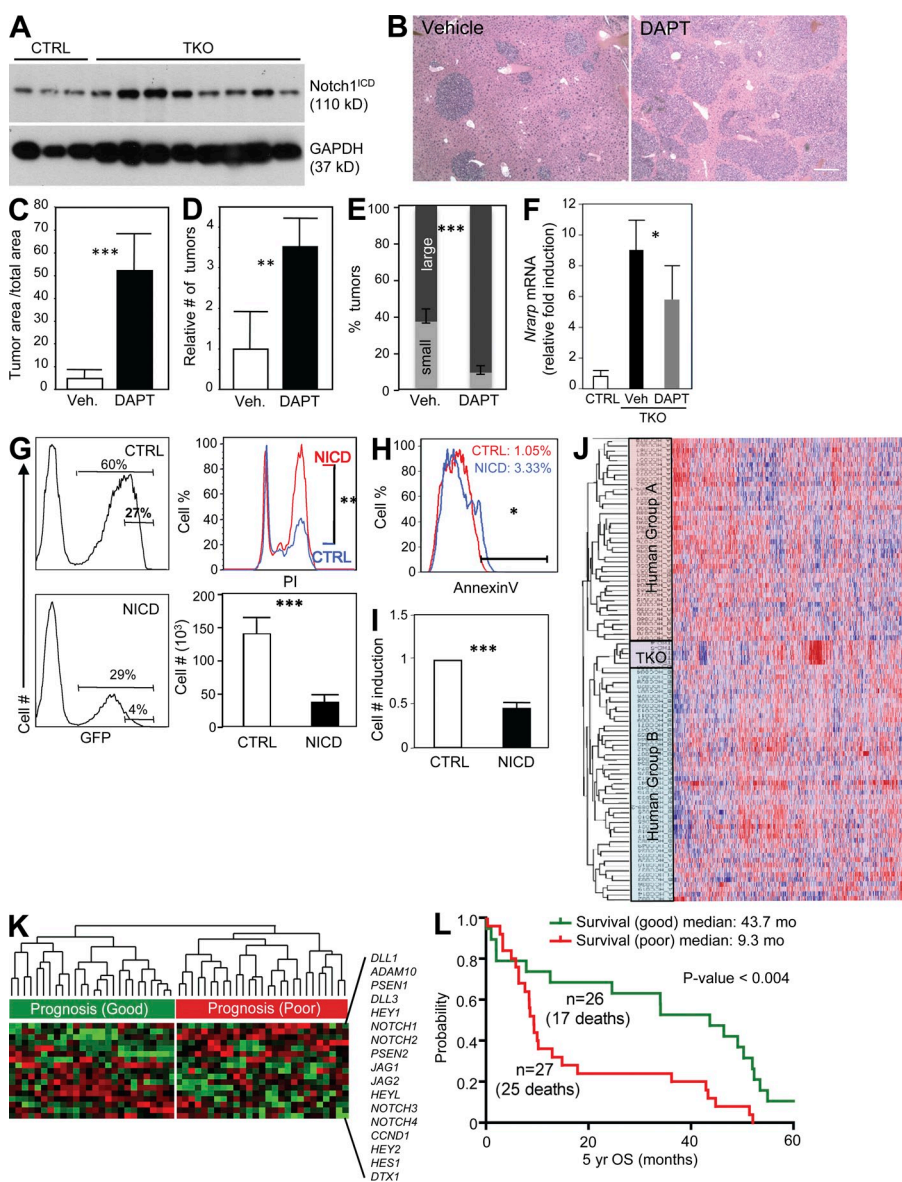 A
CTRL
TKO
Notch1ICD
(110 kD)
GAPDH
(37 kD)
B
Vehicle
DAPT
C
Tumor area /total area
80
70
60
50
40
30
20
10
0
***
Veh.
DAPT
D
Relative # of tumors
4
3
2
1
0
**
Veh.
DAPT
E
% tumors
100
80
60
40
20
0
large
small
***
Veh.
DAPT
F
Nrarp mRNA
(relative fold induction)
12
10
8
6
4
2
0
*
CTRL
Veh
DAPT
TKO
G
CTRL
60%
27%
NICD
29%
4%
Cell #
GFP
Cell %
100
80
60
40
20
0
NICD
**
CTRL
PI
Cell # (10³)
150
100
50
0
***
CTRL
NICD
H
Cell %
100
80
60
40
20
0
CTRL: 1.05%
NICD: 3.33%
*
AnnexinV
I
Cell # induction
1.5
1
0.5
0
***
CTRL
NICD
J
Human Group A
TKO
Human Group B
K
Prognosis (Good)
Prognosis (Poor)
DLL1
ADAM10
PSEN1
DLL3
HEY1
NOTCH1
NOTCH2
PSEN2
JAG1
JAG2
HEYL
NOTCH3
NOTCH4
CCND1
HEY2
HES1
DTX1
L
Survival (good) median: 43.7 mo
Survival (poor) median: 9.3 mo
P-value < 0.004
n=26
(17 deaths)
n=27
(25 deaths)
Probability
1.0
0.8
0.6
0.4
0.2
0
0
20
40
60
5 yr OS (months)